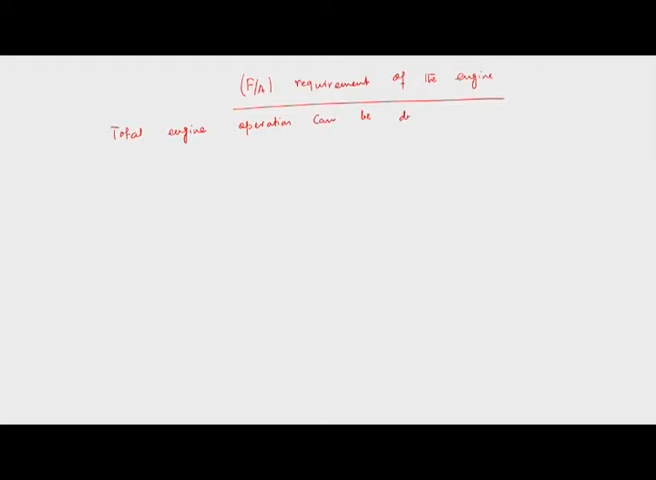 (F/A) requirement of the engine
Total engine operation can be d